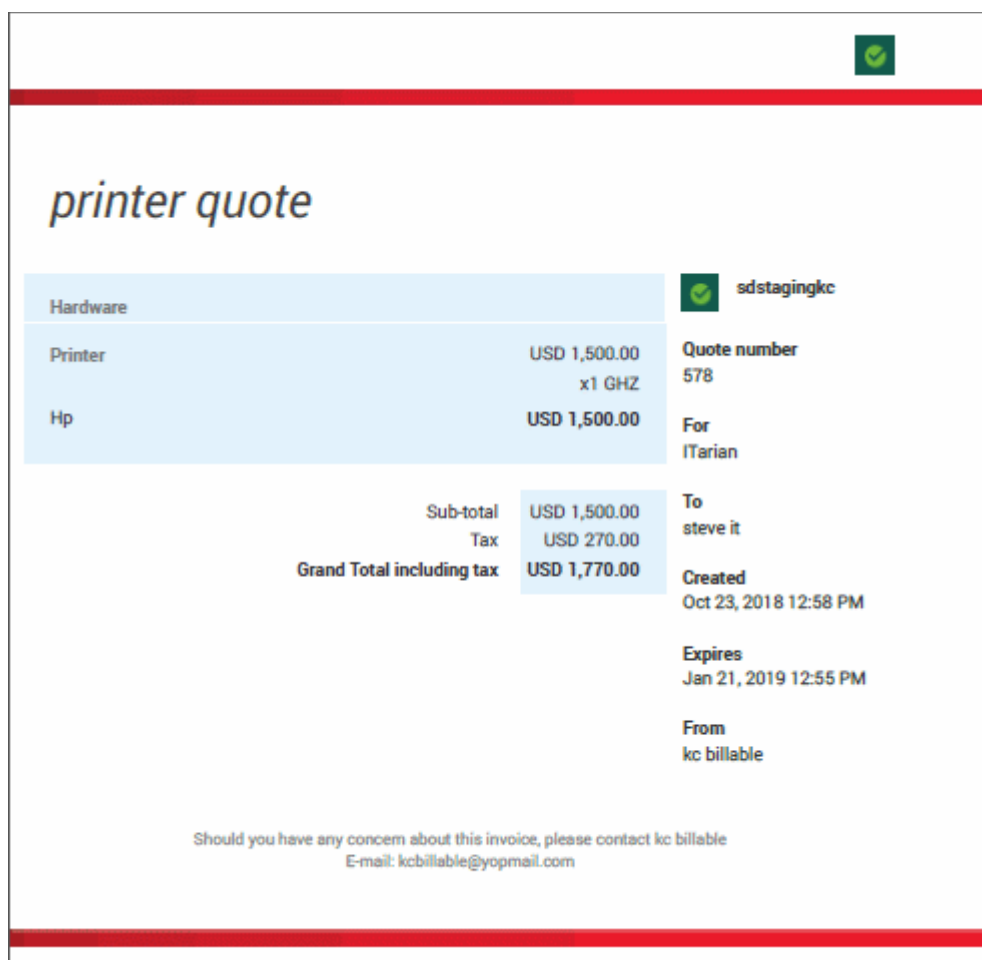 printer quote
Hardware
Printer USD 1,500.00
x1 GHZ
Hp USD 1,500.00
Sub-total USD 1,500.00
Tax USD 270.00
Grand Total including tax USD 1,770.00
sdstagingkc
Quote number
578
For
ITarian
To
steve it
Created
Oct 23, 2018 12:58 PM
Expires
Jan 21, 2019 12:55 PM
From
kc billable
Should you have any concern about this invoice, please contact kc billable
E-mail: kcbillable@yopmail.com